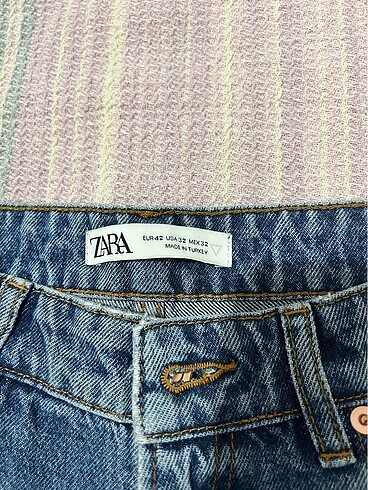 ZARA
EUR 42 USA 32 MEX 32
MADE IN TURKEY